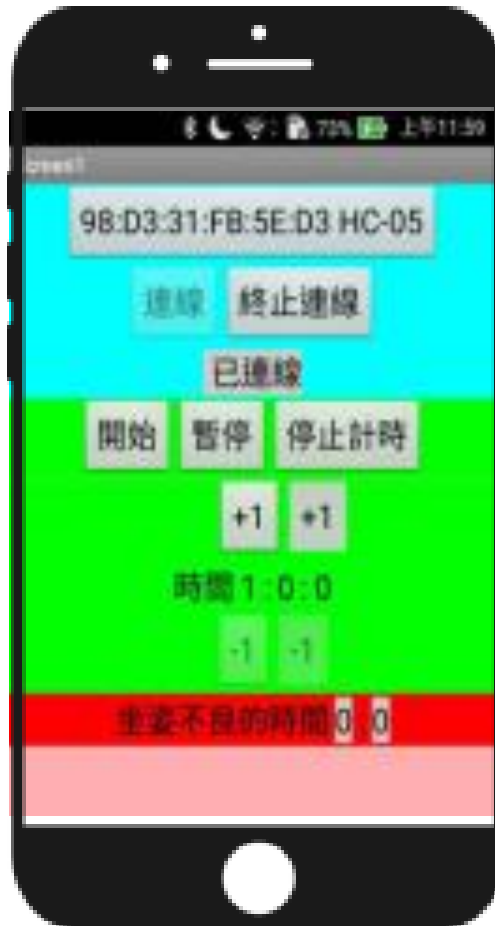 73% 上午11:59
98:D3:31:FB:5E:D3 HC-05
連線 終止連線
已連線
開始 暫停 停止計時
+1 +1
時間 1 : 0 : 0
-1 -1
坐姿不良的時間 0 0